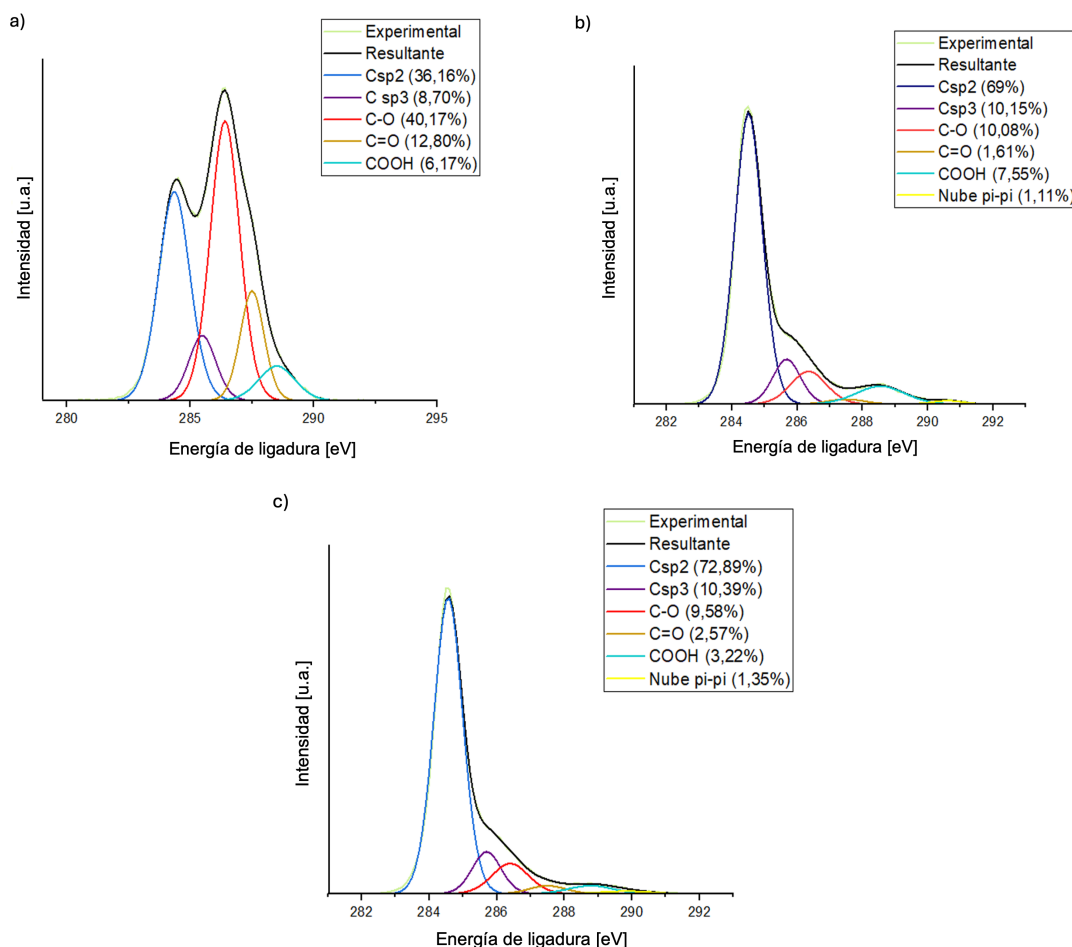 a)
Experimental
Resultante
Csp2 (36,16%)
C sp3 (8,70%)
C-O (40,17%)
C=O (12,80%)
COOH (6,17%)
Intensidad [u.a.]
280
285
290
295
Energía de ligadura [eV]
b)
Experimental
Resultante
Csp2 (69%)
Csp3 (10,15%)
C-O (10,08%)
C=O (1,61%)
COOH (7,55%)
Nube pi-pi (1,11%)
Intensidad [u.a.]
282
284
286
288
290
292
Energía de ligadura [eV]
c)
Experimental
Resultante
Csp2 (72,89%)
Csp3 (10,39%)
C-O (9,58%)
C=O (2,57%)
COOH (3,22%)
Nube pi-pi (1,35%)
Intensidad [u.a.]
282
284
286
288
290
292
Energía de ligadura [eV]